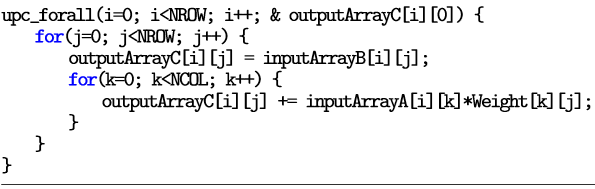 upc_forall(i=0; i<NROW; i++; & outputArrayC[i][0]) {
    for(j=0; j<NROW; j++) {
        outputArrayC[i][j] = inputArrayB[i][j];
        for(k=0; k<NCOL; k++) {
            outputArrayC[i][j] += inputArrayA[i][k]*Weight[k][j];
        }
    }
}